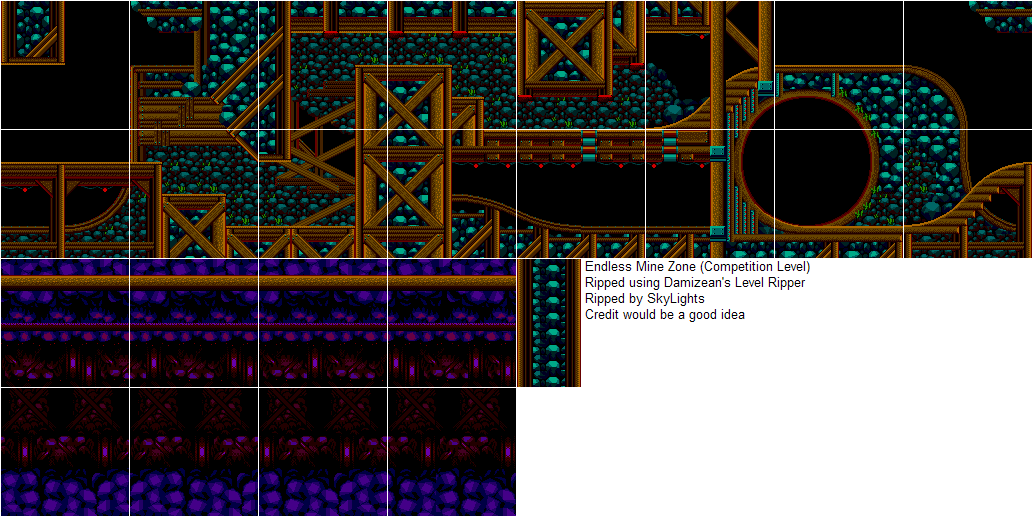 Endless Mine Zone (Competition Level)
Ripped using Damizean's Level Ripper
Ripped by SkyLights
Credit would be a good idea